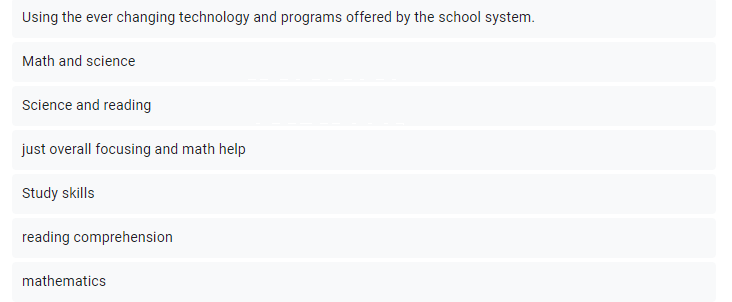 Using the ever changing technology and programs offered by the school system.
Math and science
Science and reading
just overall focusing and math help
Study skills
reading comprehension
mathematics